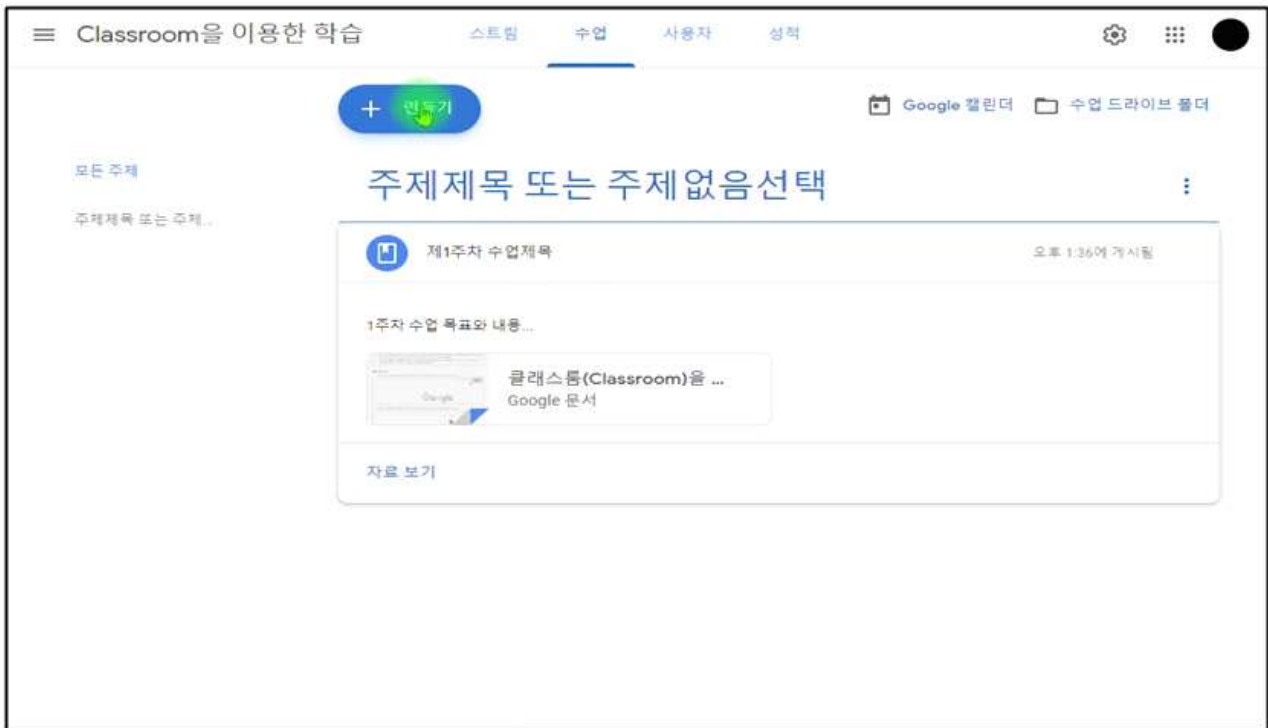 Classroom을 이용한 학습
스트림 수업 사용자 성적
만들기
Google 캘린더 수업 드라이브 폴더
모든 주제
주제제목 또는 주제...
주제제목 또는 주제없음선택
제1주차 수업제목
오후 1:36에 게시됨
1주차 수업 목표와 내용...
클래스룸(Classroom)을 ...
Google 문서
자료 보기